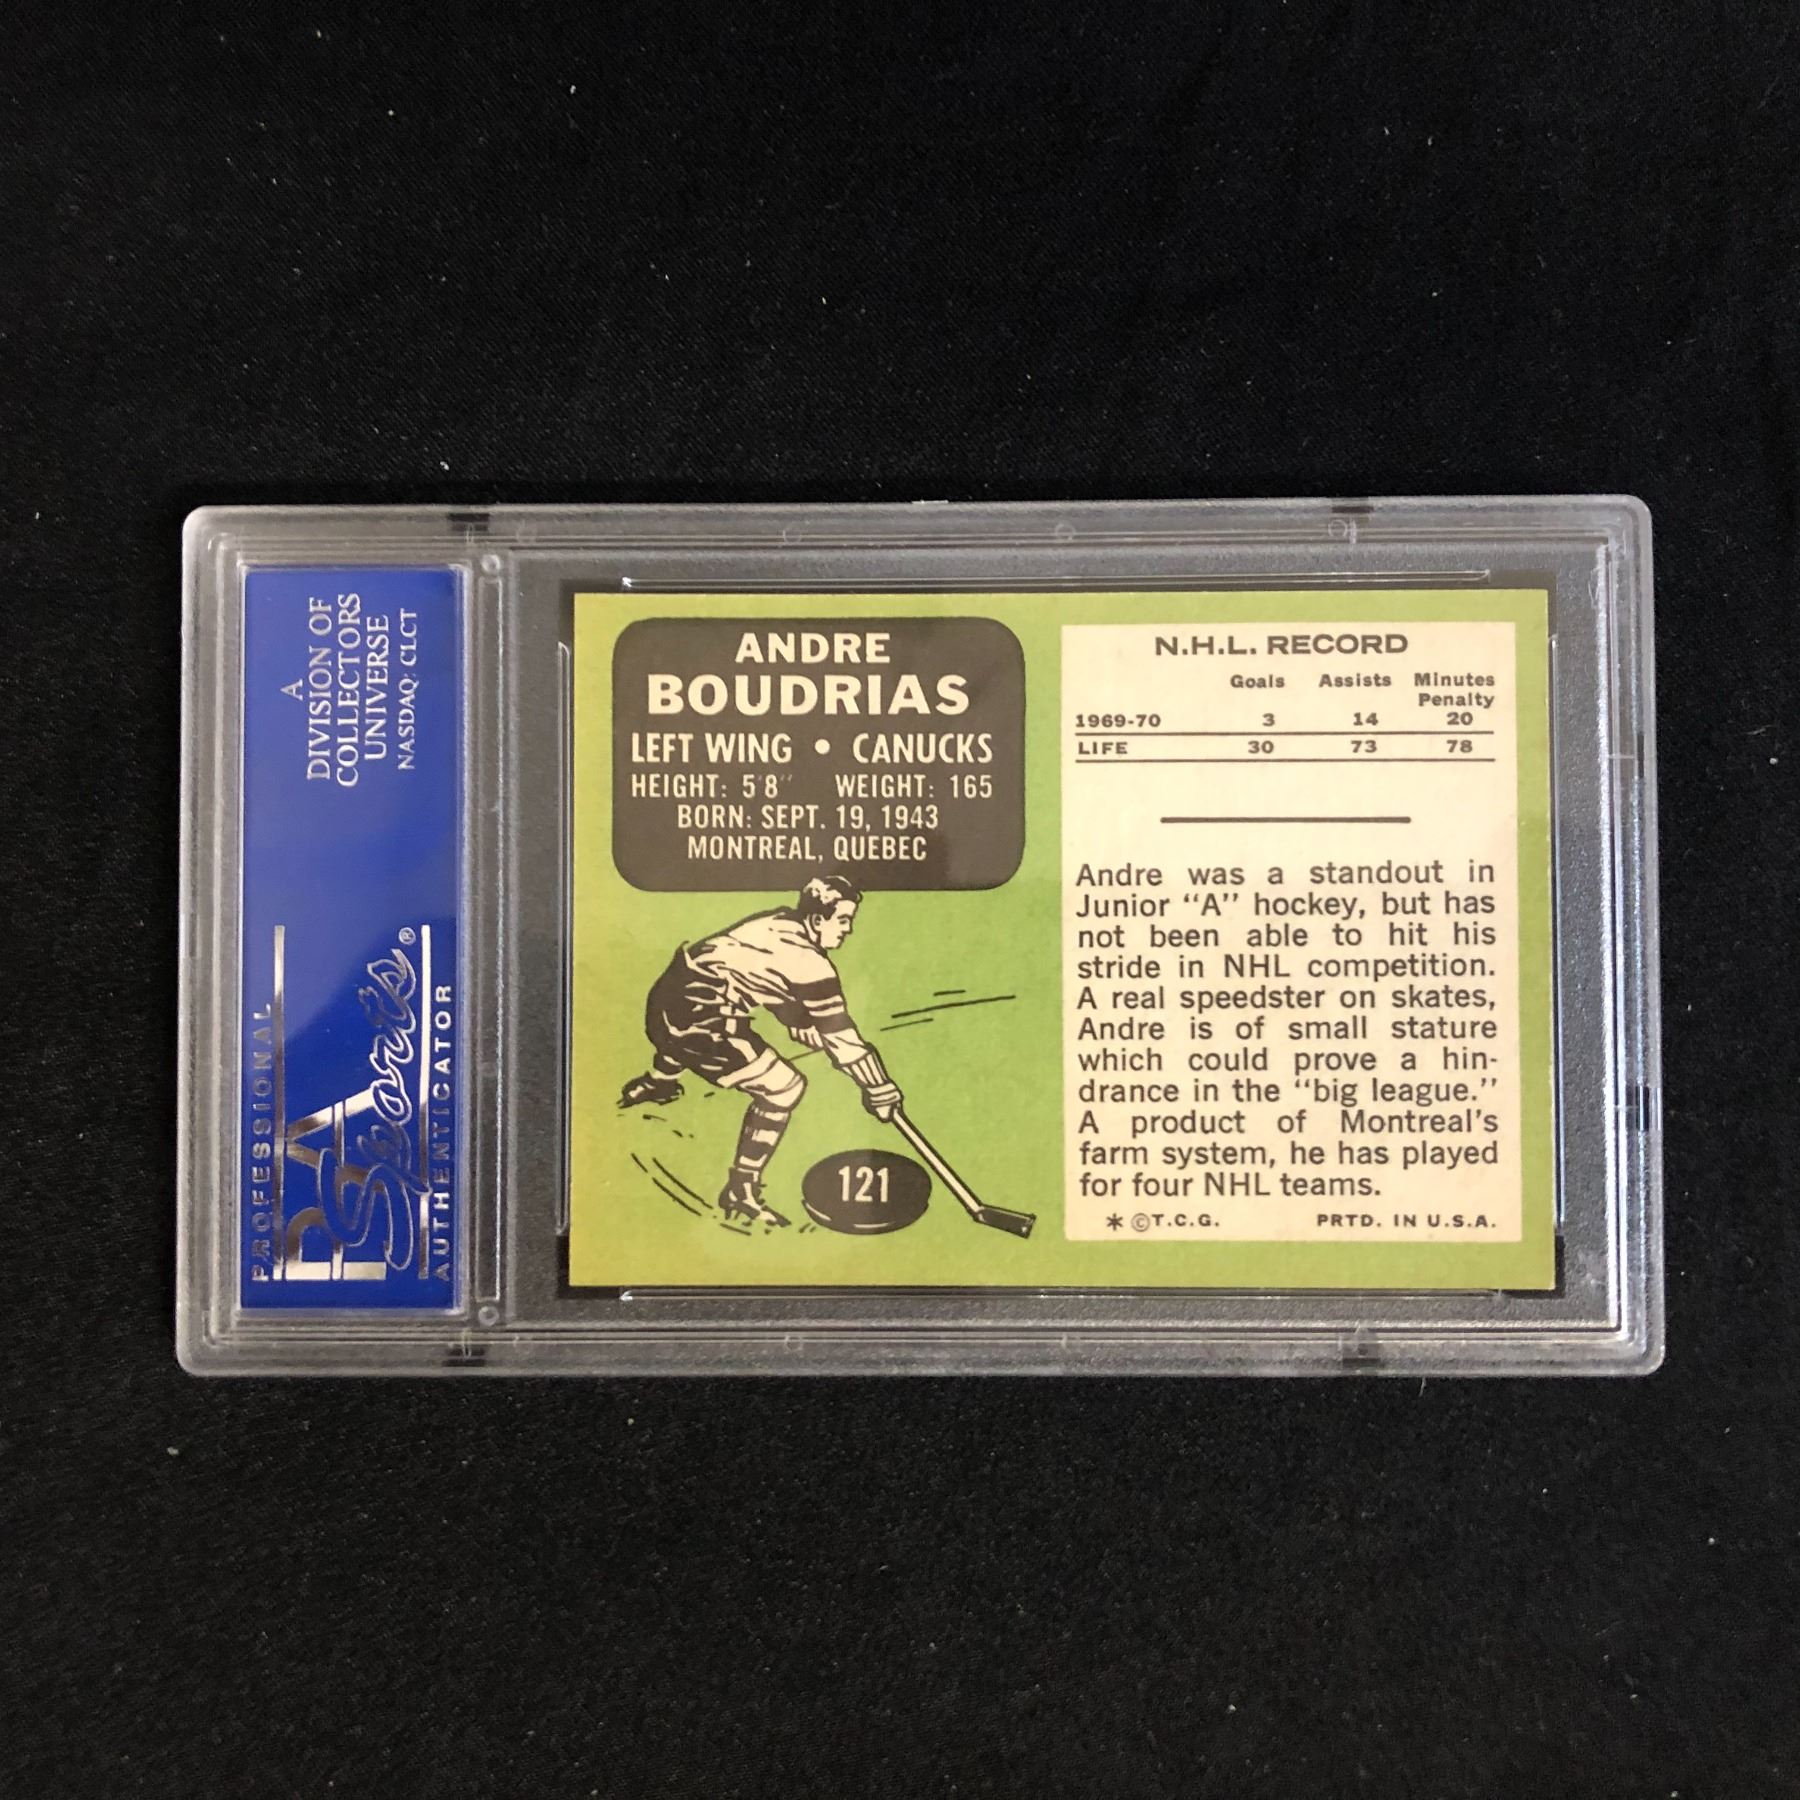 A
DIVISION OF
COLLECTORS
UNIVERSE
NASDAQ: CLCT
PROFESSIONAL
PSA
Sports®
AUTHENTICATOR
ANDRE
BOUDRIAS
LEFT WING • CANUCKS
HEIGHT: 5'8" WEIGHT: 165
BORN: SEPT. 19, 1943
MONTREAL, QUEBEC
121
N.H.L. RECORD
Goals Assists Minutes
Penalty
1969-70 3 14 20
LIFE 30 73 78
Andre was a standout in
Junior "A" hockey, but has
not been able to hit his
stride in NHL competition.
A real speedster on skates,
Andre is of small stature
which could prove a hin-
drance in the "big league."
A product of Montreal's
farm system, he has played
for four NHL teams.
* ©T.C.G. PRTD. IN U.S.A.